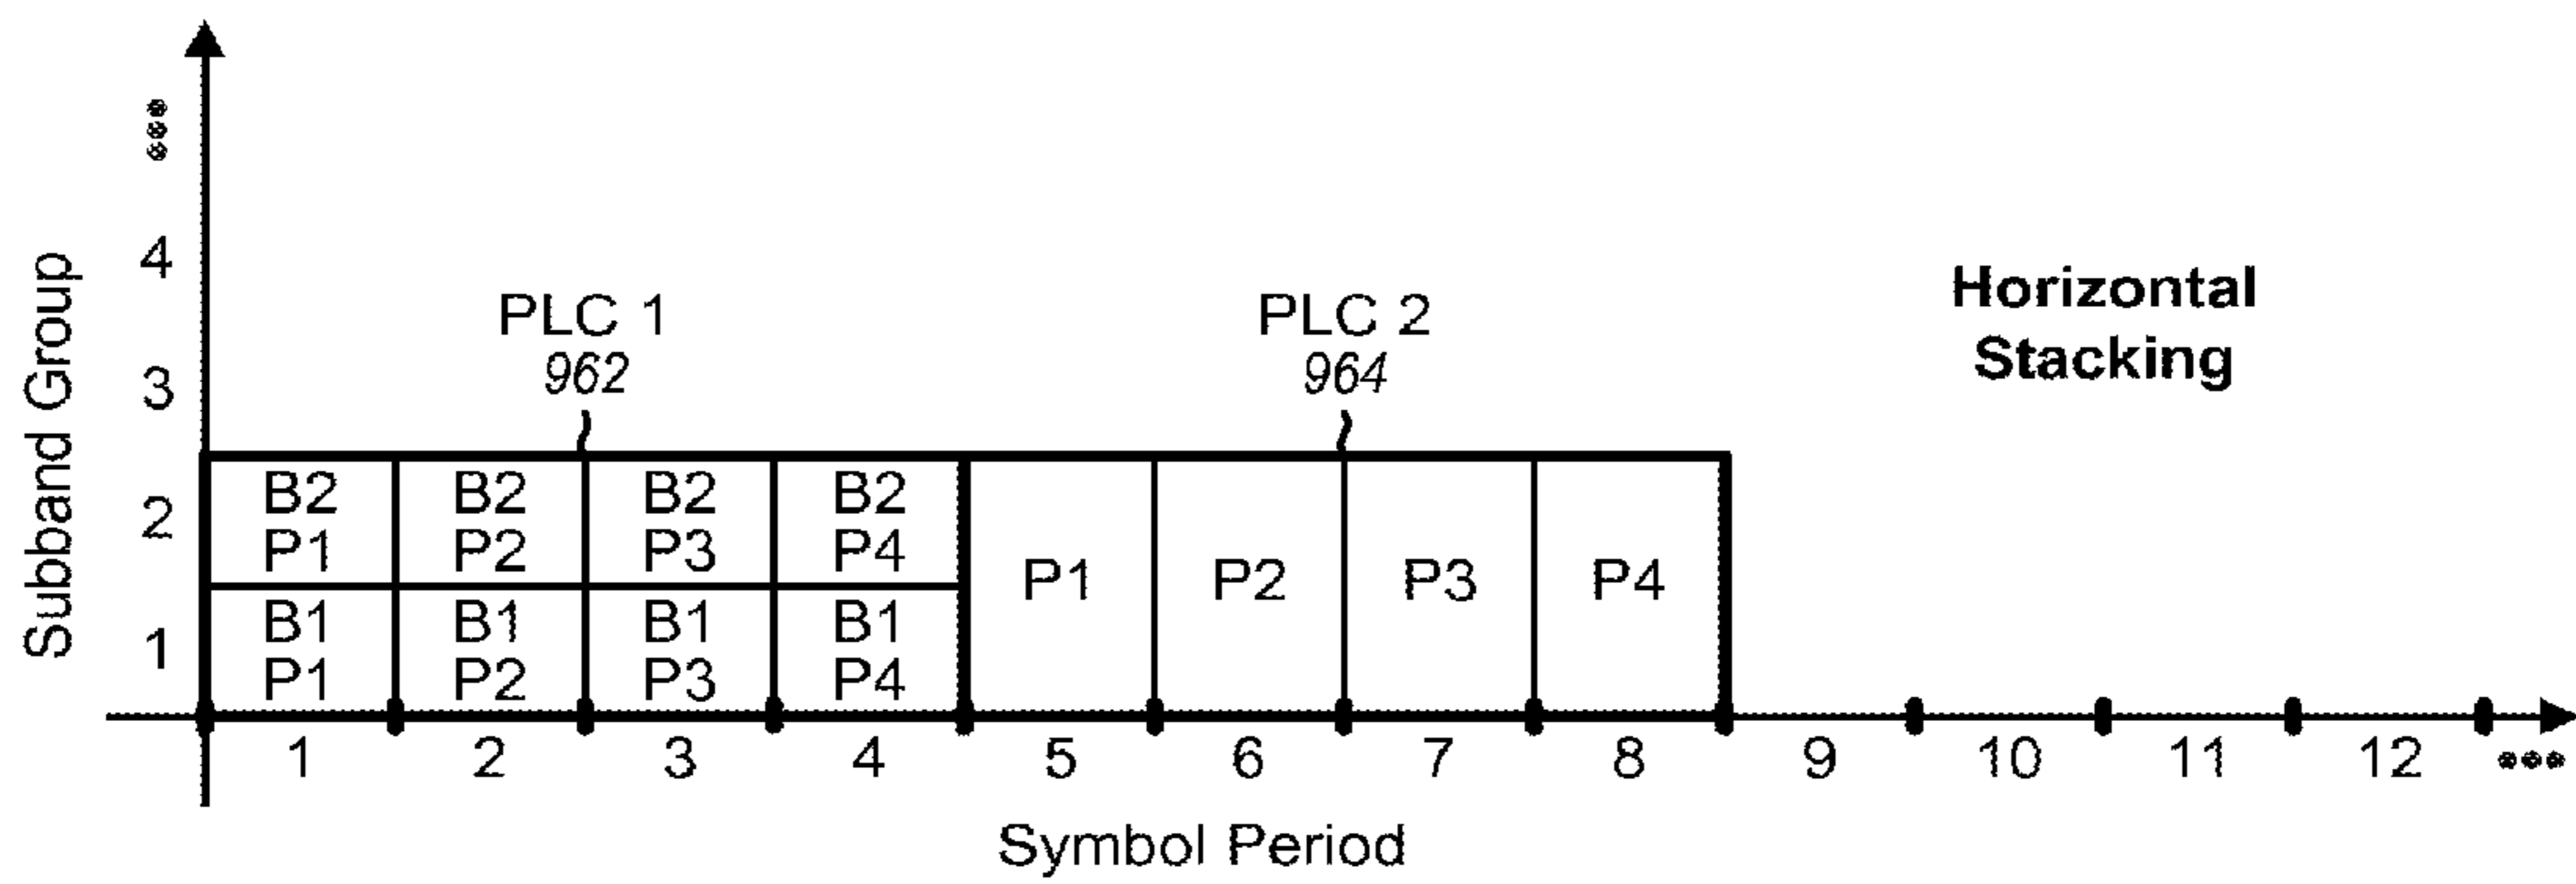 Subband Group
4
3
2
1
PLC 1
962
PLC 2
964
Horizontal
Stacking
B2 B2 B2 B2
P1 P2 P3 P4
B1 B1 B1 B1
P1 P2 P3 P4
P1 P2 P3 P4
1 2 3 4 5 6 7 8 9 10 11 12
Symbol Period